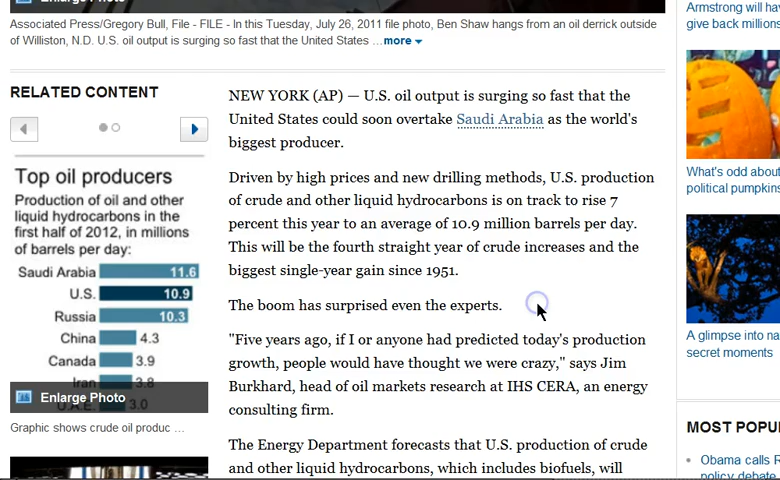 Enlarge Photo
Associated Press/Gregory Bull, File - FILE - In this Tuesday, July 26, 2011 file photo, Ben Shaw hangs from an oil derrick outside
of Williston, N.D. U.S. oil output is surging so fast that the United States ...more
RELATED CONTENT
Top oil producers
Production of oil and other
liquid hydrocarbons in the
first half of 2012, in millions
of barrels per day:
Saudi Arabia 11.6
U.S. 10.9
Russia 10.3
China 4.3
Canada 3.9
Iran 3.8
U.A.E. 3.0
Enlarge Photo
Graphic shows crude oil produc ...
NEW YORK (AP) — U.S. oil output is surging so fast that the
United States could soon overtake Saudi Arabia as the world's
biggest producer.
Driven by high prices and new drilling methods, U.S. production
of crude and other liquid hydrocarbons is on track to rise 7
percent this year to an average of 10.9 million barrels per day.
This will be the fourth straight year of crude increases and the
biggest single-year gain since 1951.
The boom has surprised even the experts.
"Five years ago, if I or anyone had predicted today's production
growth, people would have thought we were crazy," says Jim
Burkhard, head of oil markets research at IHS CERA, an energy
consulting firm.
The Energy Department forecasts that U.S. production of crude
and other liquid hydrocarbons, which includes biofuels, will
Armstrong will ha
give back millions
What's odd about
political pumpkins
A glimpse into na
secret moments
MOST POPU
Obama calls R
policy debate